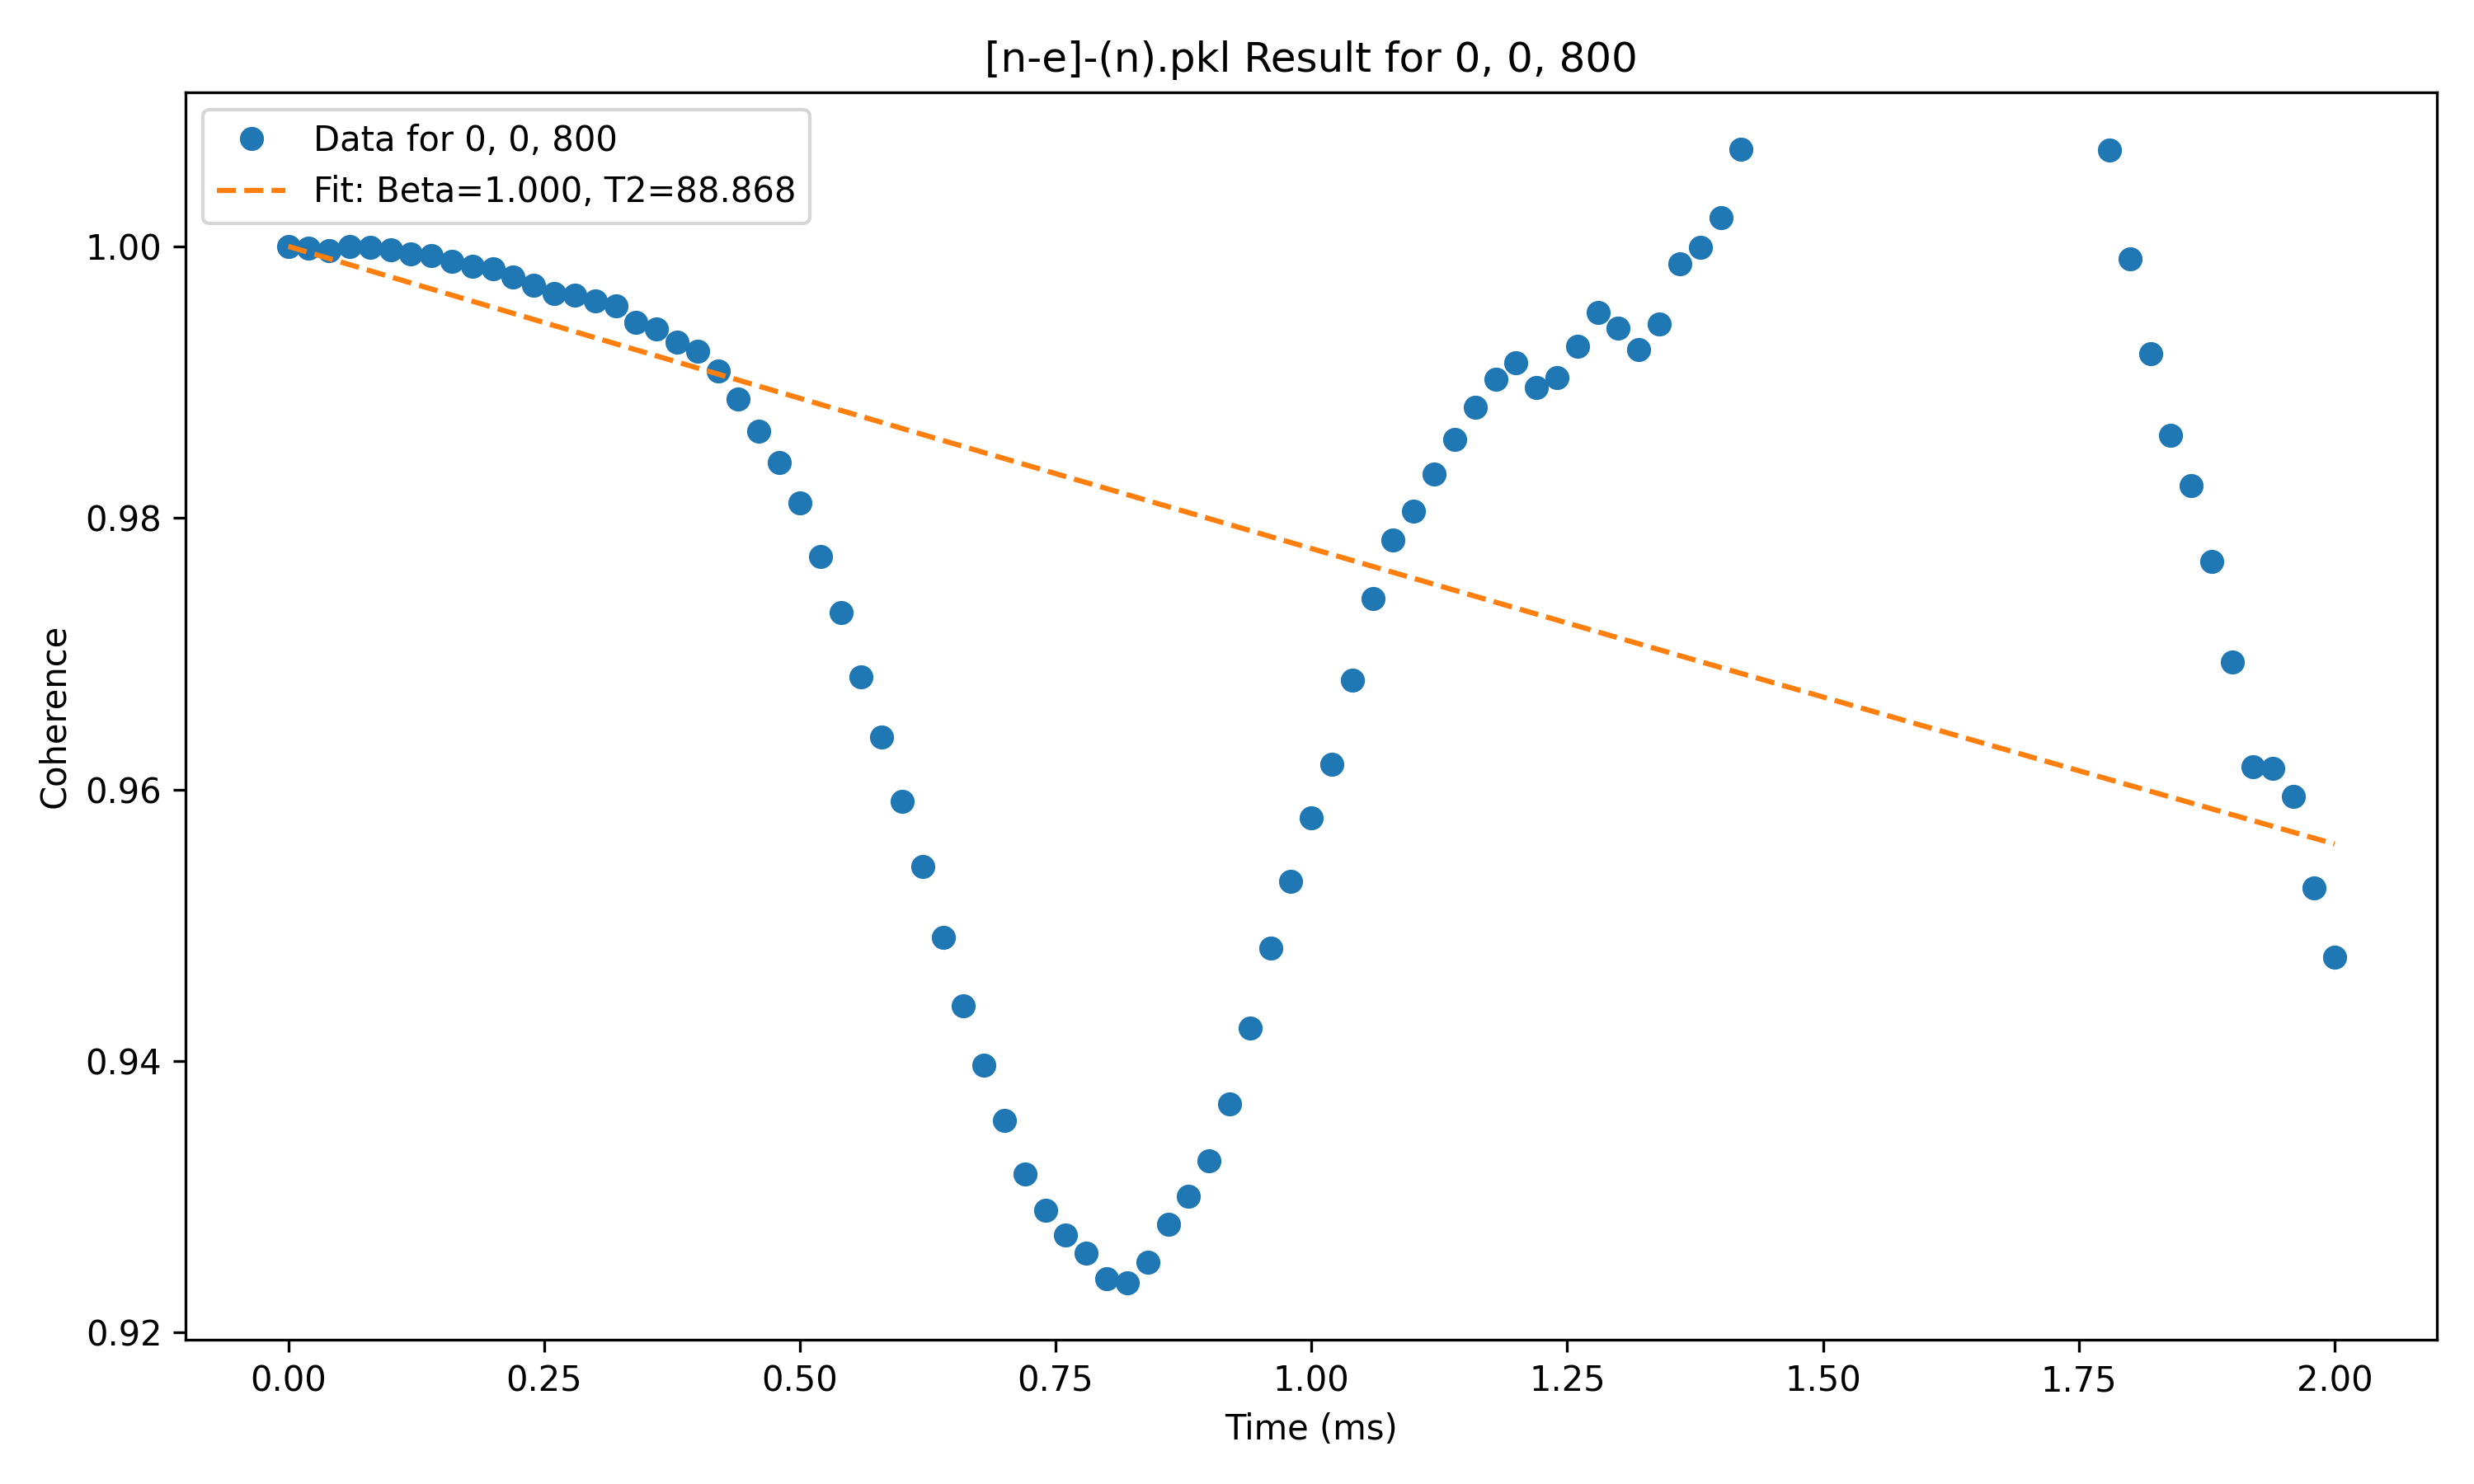 [n-e]-(n).pkl Result for 0, 0, 800
Data for 0, 0, 800
Fit: Beta=1.000, T2=88.868
1.00
0.98
0.96
0.94
0.92
Coherence
0.00
0.25
0.50
0.75
1.00
1.25
1.50
1.75
2.00
Time (ms)